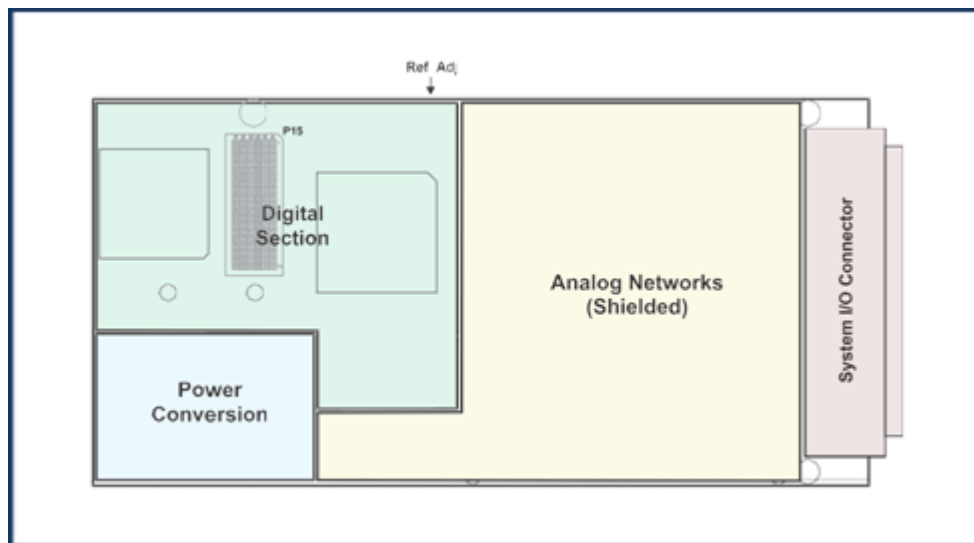 Ref Adj
P15
Digital
Section
Analog Networks
(Shielded)
System I/O Connector
Power
Conversion